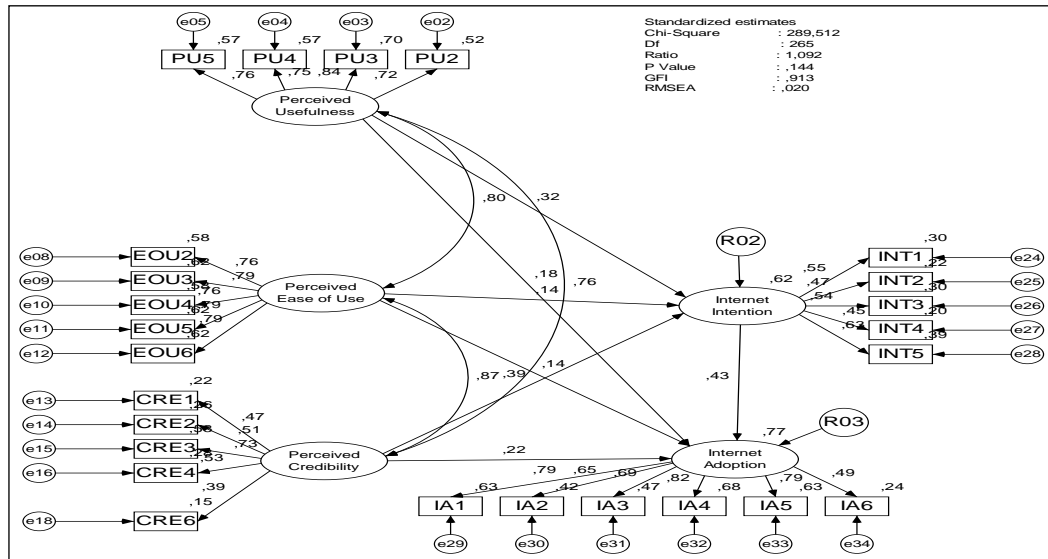 e05 e04 e03 e02
,57 ,57 ,70 ,52
PU5 PU4 PU3 PU2
,76 ,75 ,84 ,72
Perceived
Usefulness
Standardized estimates
Chi-Square : 289,512
Df : 265
Ratio : 1,092
P Value : ,144
GFI : ,913
RMSEA : ,020
,80 ,32
,18 ,76
,14
e08 EOU2 ,58 ,76
e09 EOU3 ,79
e10 EOU4 ,76
e11 EOU5 ,62 ,79
e12 EOU6 ,62
Perceived
Ease of Use
R02
,62
Internet
Intention
,55 ,47 ,54 ,45 ,63
,30
INT1 e24
,22
INT2 e25
,30
INT3 e26
,20
INT4 e27
,39
INT5 e28
,87 ,39 ,14
,43
e13 CRE1 ,22 ,47
e14 CRE2 ,26 ,51
e15 CRE3 ,73
e16 CRE4 ,53
e18 CRE6 ,15 ,39
Perceived
Credibility
,22
R03
,77
Internet
Adoption
,79 ,65 ,69 ,82 ,79 ,49
,63 ,42 ,47 ,68 ,63 ,24
IA1 IA2 IA3 IA4 IA5 IA6
e29 e30 e31 e32 e33 e34